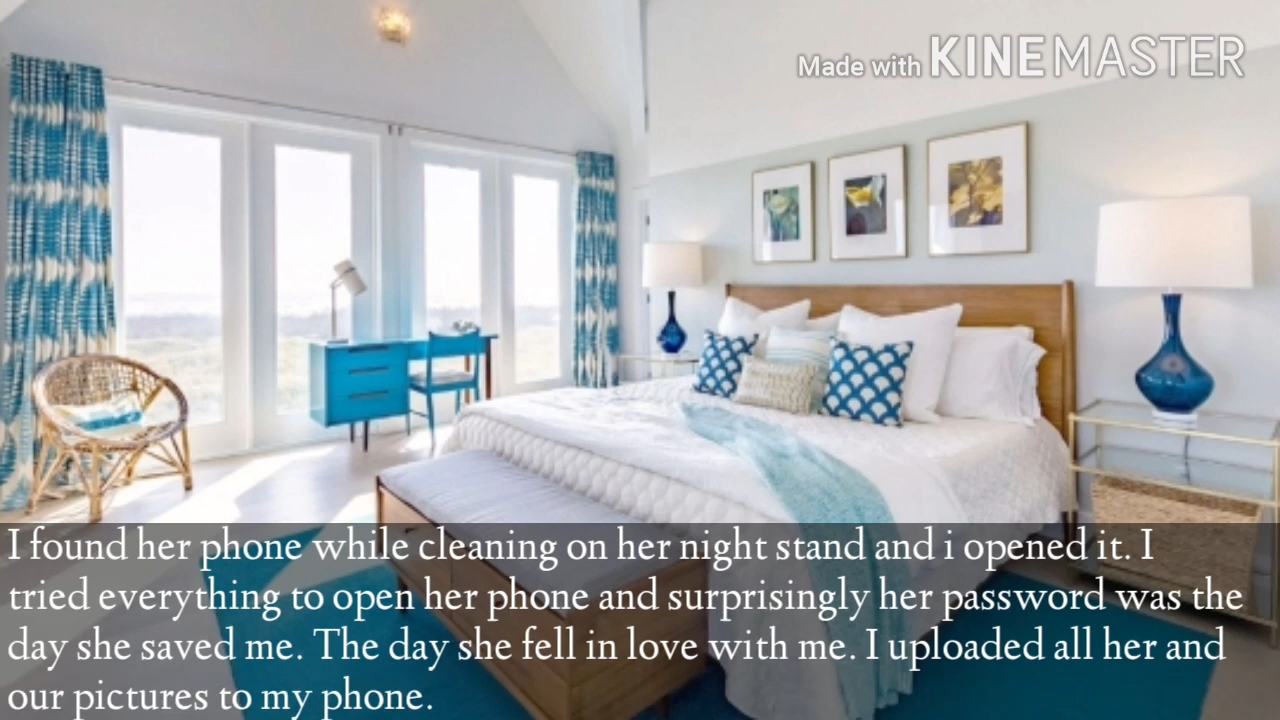 Made with KINEMASTER
I found her phone while cleaning on her night stand and i opened it. I
tried everything to open her phone and surprisingly her password was the
day she saved me. The day she fell in love with me. I uploaded all her and
our pictures to my phone.